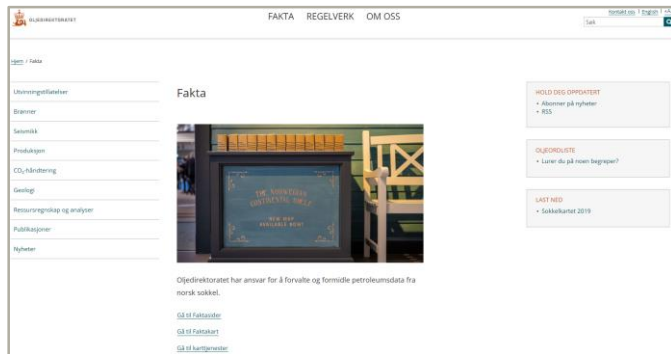 OLJEDIREKTORATET
FAKTA REGELVERK OM OSS
Kontakt oss | English |
Søk
Hjem / Fakta
Utvinningstillatelser
Brønner
Seismikk
Produksjon
CO₂-håndtering
Geologi
Ressursregnskap og analyser
Publikasjoner
Nyheter
Fakta
THE NORWEGIAN
CONTINENTAL SHELF
NEW MAP
AVAILABLE NOW!
Oljedirektoratet har ansvar for å forvalte og formidle petroleumsdata fra
norsk sokkel.
Gå til Faktasider
Gå til Faktakart
Gå til karttjenester
HOLD DEG OPPDATERT
• Abonner på nyheter
• RSS
OLJEORDLISTE
• Lurer du på noen begreper?
LAST NED
• Sokkelkartet 2019